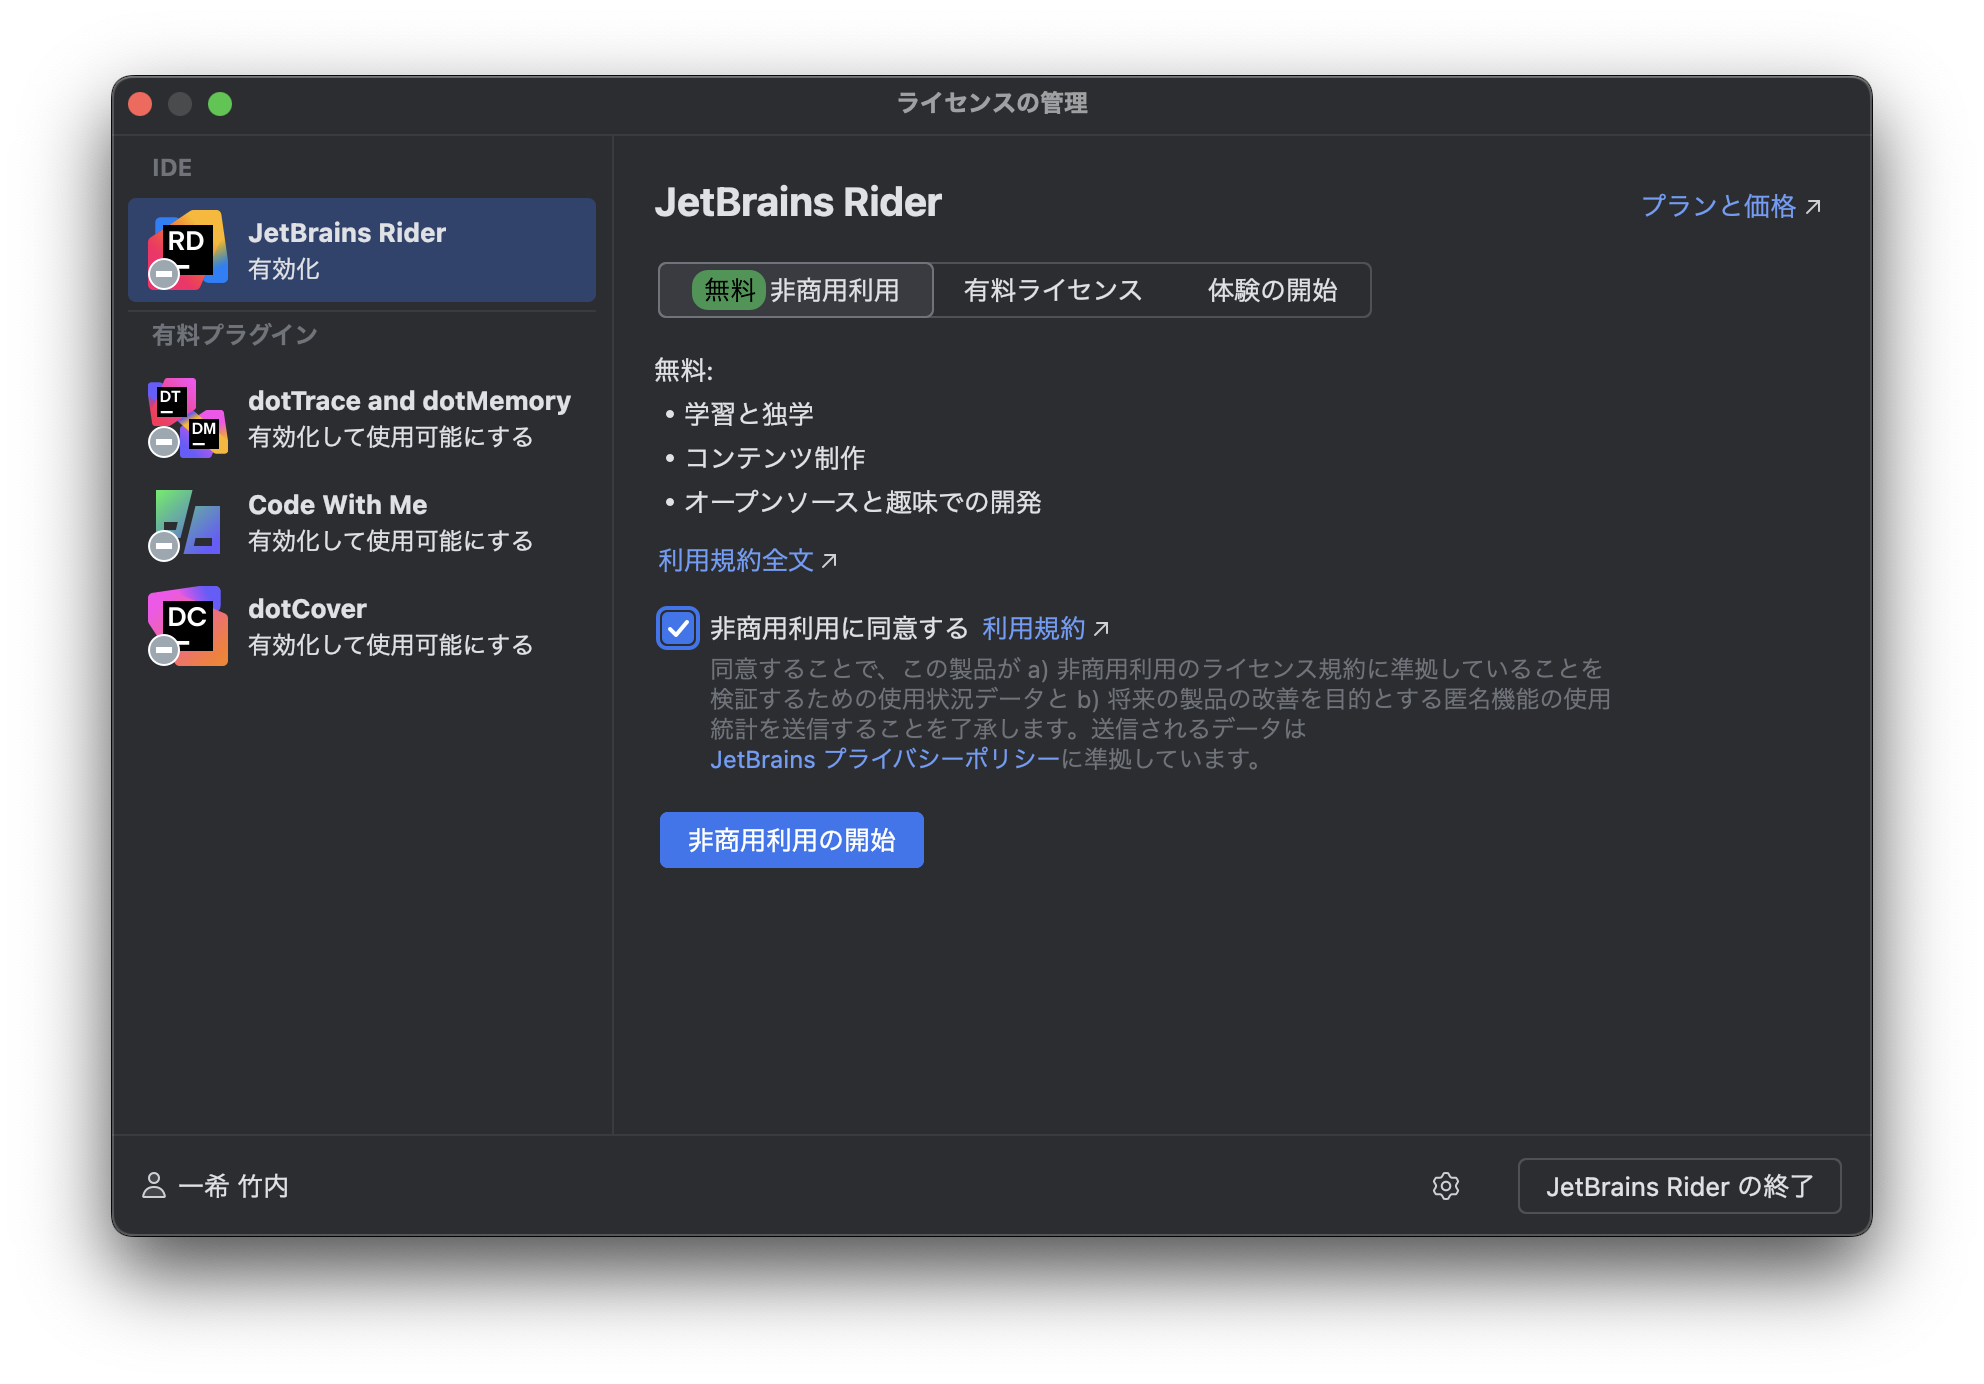 ライセンスの管理
IDE
RD
JetBrains Rider
有効化
有料プラグイン
DT
DM
dotTrace and dotMemory
有効化して使用可能にする
Code With Me
有効化して使用可能にする
DC
dotCover
有効化して使用可能にする
JetBrains Rider
プランと価格 ↗
無料 非商用利用
有料ライセンス
体験の開始
無料:
• 学習と独学
• コンテンツ制作
• オープンソースと趣味での開発
利用規約全文 ↗
非商用利用に同意する 利用規約 ↗
同意することで、この製品が a) 非商用利用のライセンス規約に準拠していることを
検証するための使用状況データと b) 将来の製品の改善を目的とする匿名機能の使用
統計を送信することを了承します。送信されるデータは
JetBrains プライバシーポリシーに準拠しています。
非商用利用の開始
一希 竹内
JetBrains Rider の終了